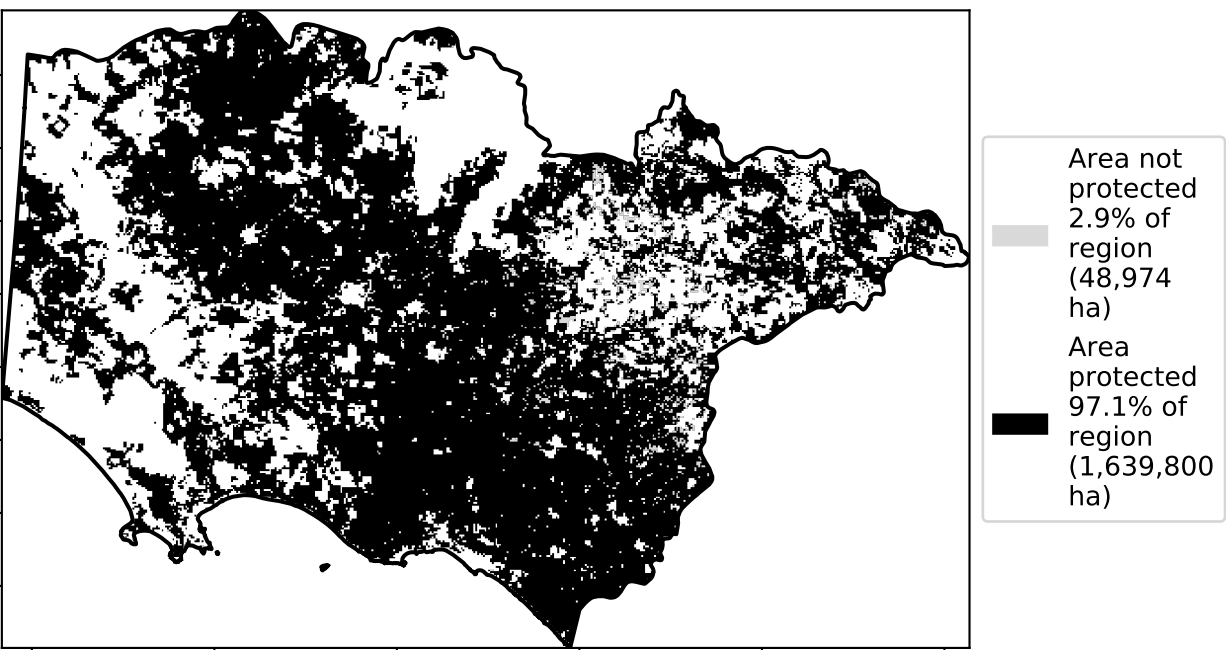 Area not
protected
2.9% of
region
(48,974
ha)
Area
protected
97.1% of
region
(1,639,800
ha)